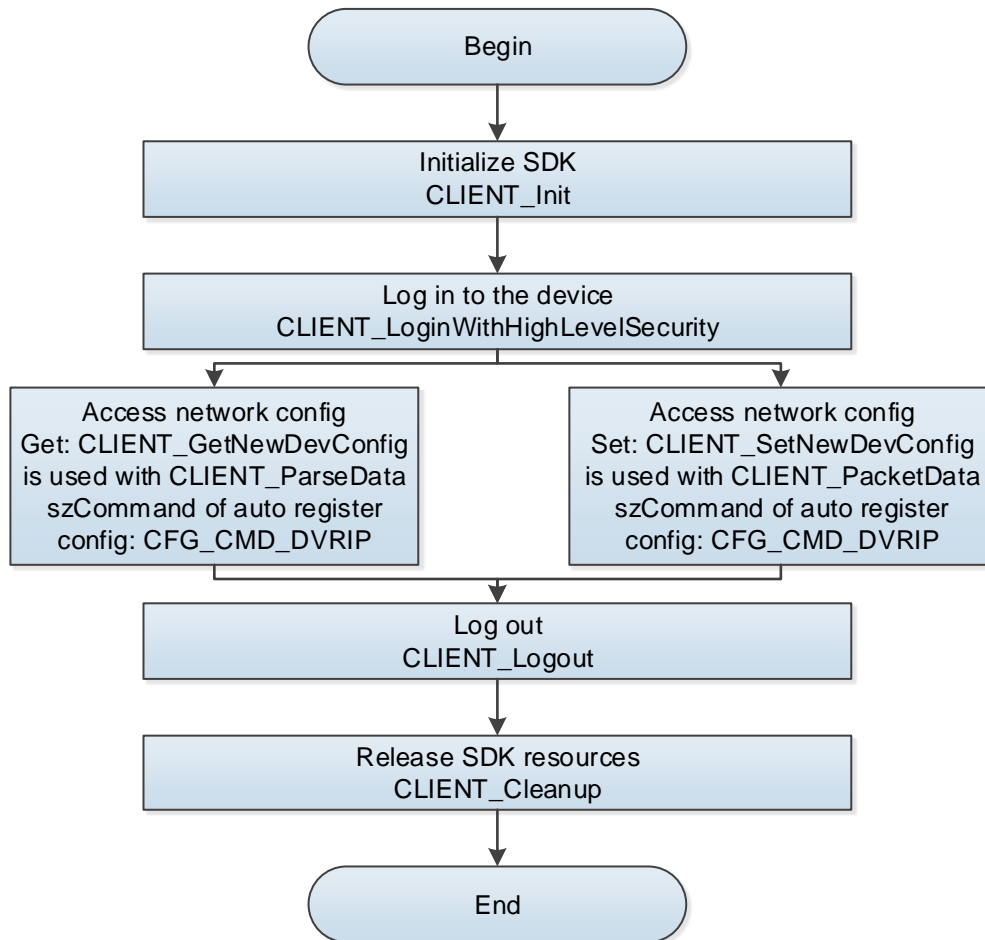 Begin
Initialize SDK
CLIENT_Init
Log in to the device
CLIENT_LoginWithHighLevelSecurity
Access network config
Get: CLIENT_GetNewDevConfig
is used with CLIENT_ParseData
szCommand of auto register
config: CFG_CMD_DVRIP
Access network config
Set: CLIENT_SetNewDevConfig
is used with CLIENT_PacketData
szCommand of auto register
config: CFG_CMD_DVRIP
Log out
CLIENT_Logout
Release SDK resources
CLIENT_Cleanup
End